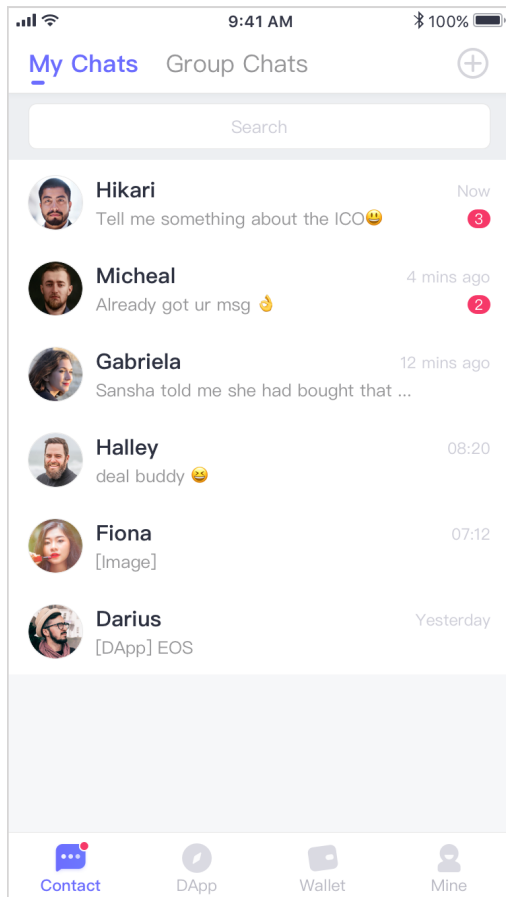 9:41 AM 100%
My Chats Group Chats
Search
Hikari Now
Tell me something about the ICO😃 3
Micheal 4 mins ago
Already got ur msg 👌 2
Gabriela 12 mins ago
Sansha told me she had bought that ...
Halley 08:20
deal buddy 😆
Fiona 07:12
[Image]
Darius Yesterday
[DApp] EOS
Contact DApp Wallet Mine